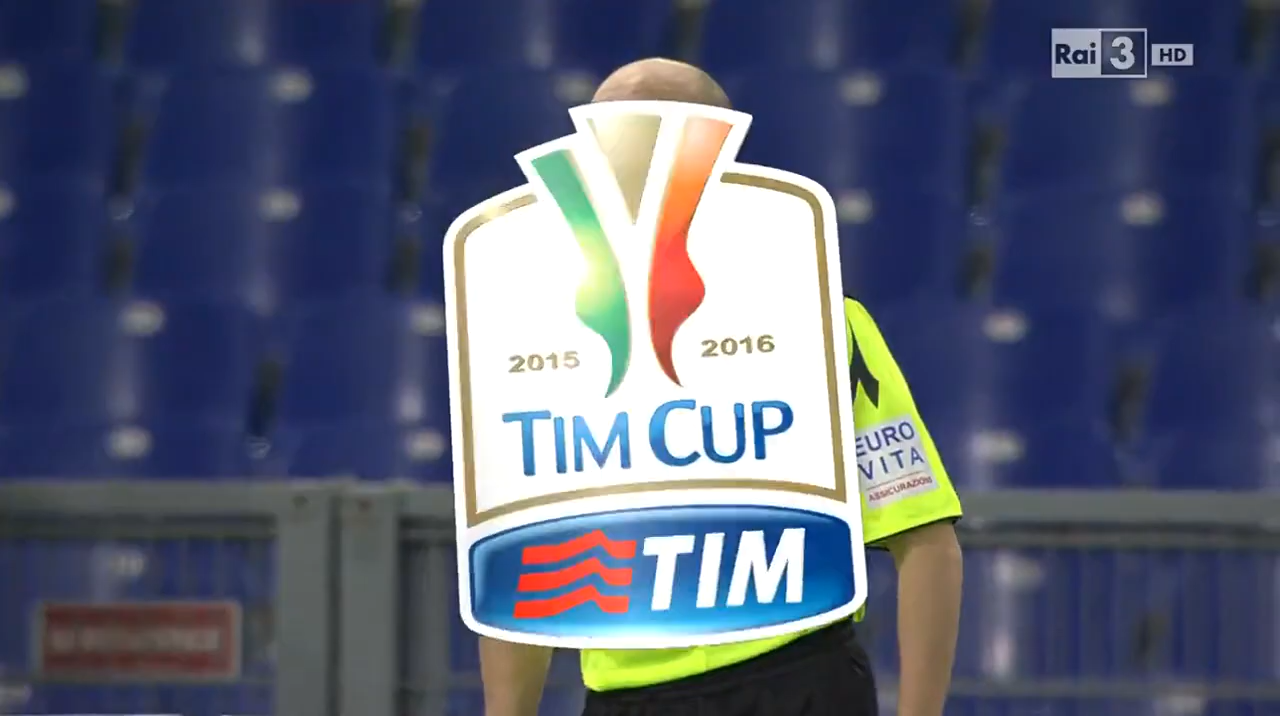 Rai 3 HD
2015 2016
TIM CUP
EURO
VITA
ASSICURAZIONI
TIM